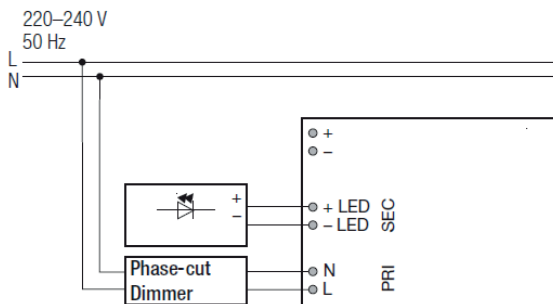 220–240 V
50 Hz
L
N
+
–
+
–
+ LED
– LED
SEC
Phase-cut
Dimmer
N
L
PRI